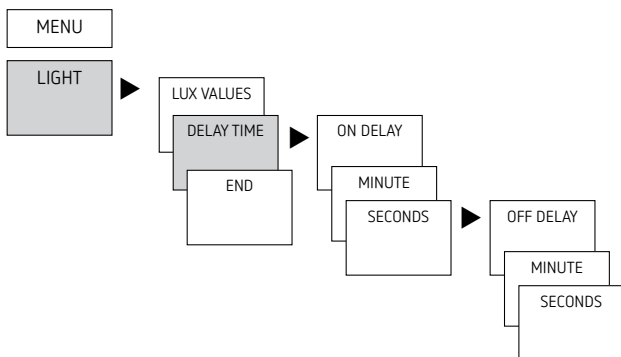 MENU
LIGHT
LUX VALUES
DELAY TIME
END
ON DELAY
MINUTE
SECONDS
OFF DELAY
MINUTE
SECONDS